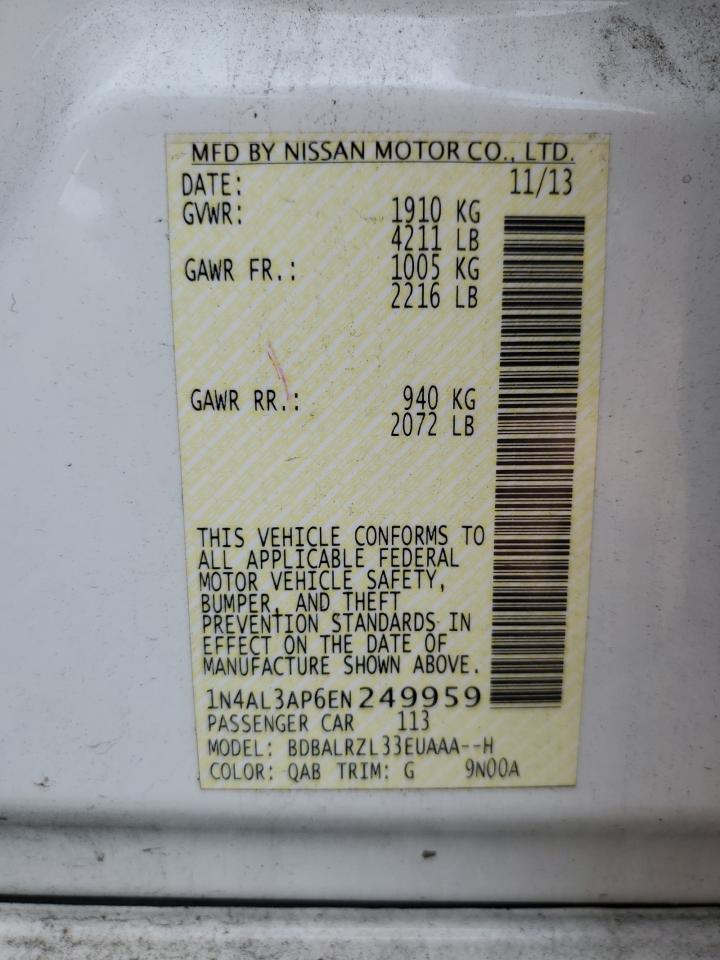 MFD BY NISSAN MOTOR CO., LTD.
DATE: 11/13
GVWR: 1910 KG
4211 LB
GAWR FR.: 1005 KG
2216 LB
GAWR RR.: 940 KG
2072 LB
THIS VEHICLE CONFORMS TO
ALL APPLICABLE FEDERAL
MOTOR VEHICLE SAFETY,
BUMPER, AND THEFT
PREVENTION STANDARDS IN
EFFECT ON THE DATE OF
MANUFACTURE SHOWN ABOVE.
1N4AL3AP6EN249959
PASSENGER CAR 113
MODEL: BDBALRZL33EUAAA--H
COLOR: QAB TRIM: G 9N00A